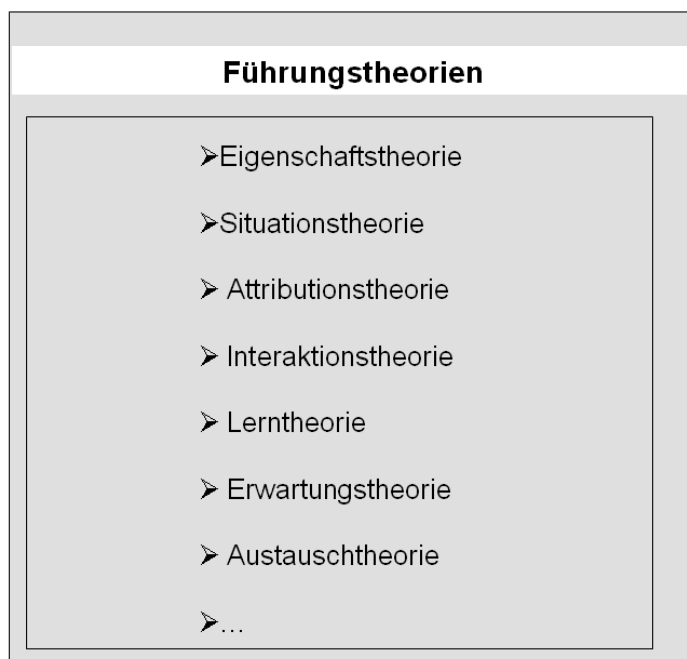 Führungstheorien
➢Eigenschaftstheorie
➢Situationstheorie
➢ Attributionstheorie
➢ Interaktionstheorie
➢ Lerntheorie
➢ Erwartungstheorie
➢ Austauschtheorie
➢...